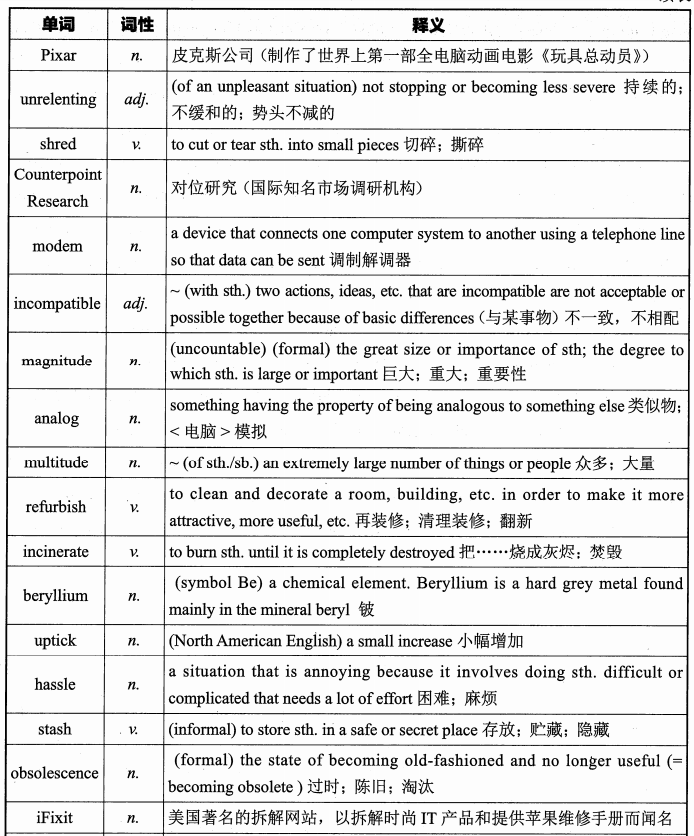 单词 词性 释义
Pixar n. 皮克斯公司（制作了世界上第一部全电脑动画电影《玩具总动员》）
unrelenting adj. (of an unpleasant situation) not stopping or becoming less severe 持续的；
不缓和的；势头不减的
shred v. to cut or tear sth. into small pieces 切碎；撕碎
Counterpoint
Research n. 对位研究（国际知名市场调研机构）
modem n. a device that connects one computer system to another using a telephone line
so that data can be sent 调制解调器
incompatible adj. ~ (with sth.) two actions, ideas, etc. that are incompatible are not acceptable or
possible together because of basic differences（与某事物）不一致，不相配
magnitude n. (uncountable) (formal) the great size or importance of sth; the degree to
which sth. is large or important 巨大；重大；重要性
analog n. something having the property of being analogous to something else 类似物；
< 电脑 > 模拟
multitude n. ~ (of sth./sb.) an extremely large number of things or people 众多；大量
refurbish v. to clean and decorate a room, building, etc. in order to make it more
attractive, more useful, etc. 再装修；清理装修；翻新
incinerate v. to burn sth. until it is completely destroyed 把……烧成灰烬；焚毁
beryllium n. (symbol Be) a chemical element. Beryllium is a hard grey metal found
mainly in the mineral beryl 铍
uptick n. (North American English) a small increase 小幅增加
hassle n. a situation that is annoying because it involves doing sth. difficult or
complicated that needs a lot of effort 困难；麻烦
stash v. (informal) to store sth. in a safe or secret place 存放；贮藏；隐藏
obsolescence n. (formal) the state of becoming old-fashioned and no longer useful (=
becoming obsolete ) 过时；陈旧；淘汰
iFixit n. 美国著名的拆解网站，以拆解时尚 IT 产品和提供苹果维修手册而闻名